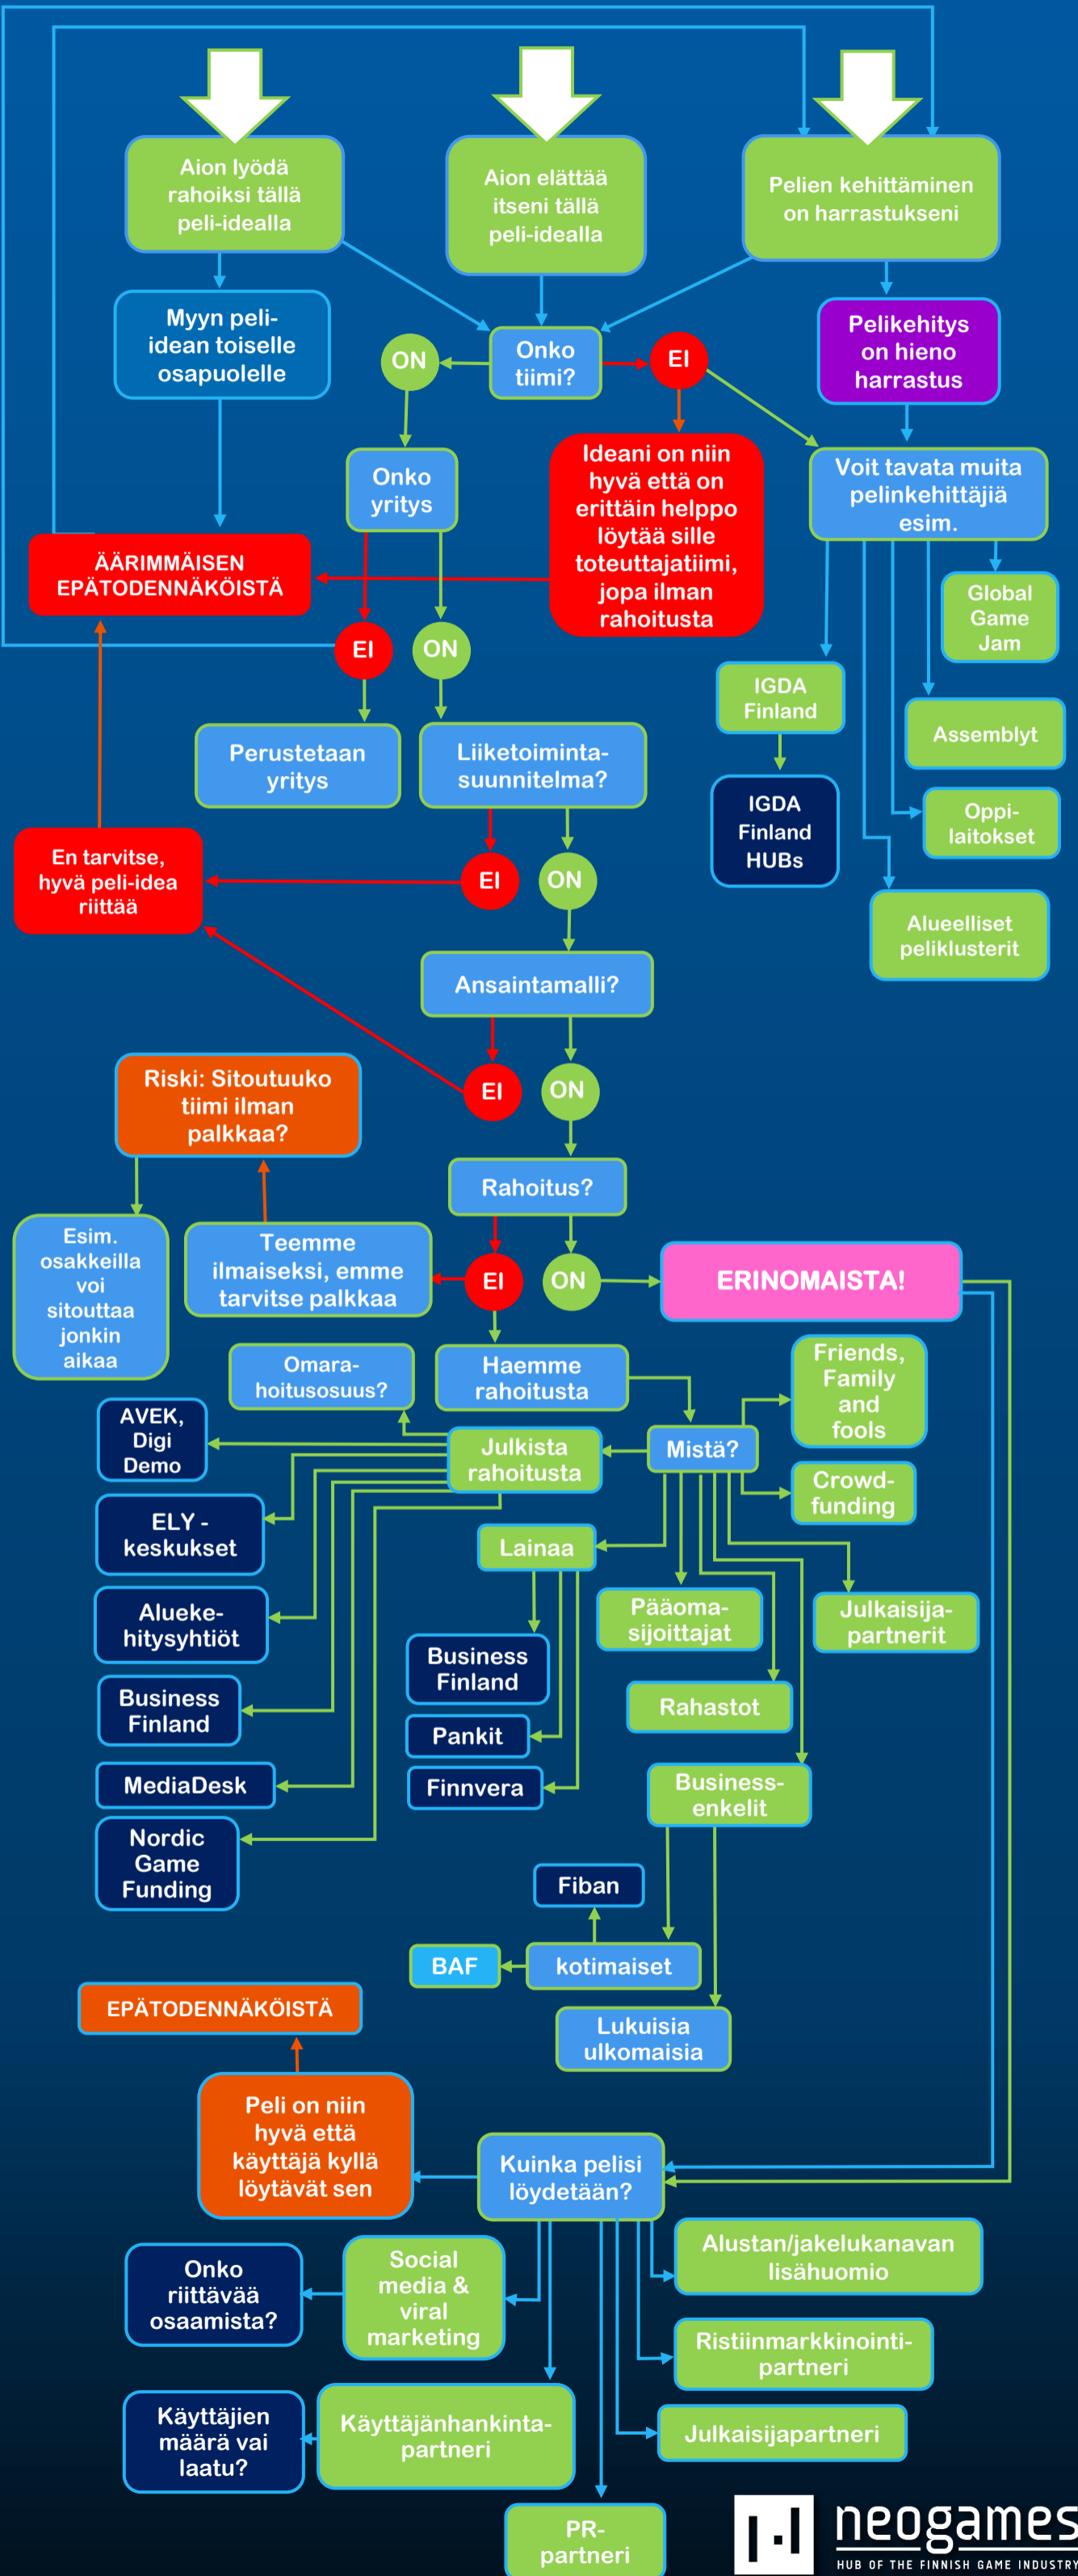 Aion lyödä
rahoiksi tällä
peli-idealla
Aion elättää
itseni tällä
peli-idealla
Pelien kehittäminen
on harrastukseni
Myyn peli-
idean toiselle
osapuolelle
ON
Onko
tiimi?
EI
Pelikehitys
on hieno
harrastus
Onko
yritys
Ideani on niin
hyvä että on
erittäin helppo
löytää sille
toteuttajatiimi,
jopa ilman
rahoitusta
Voit tavata muita
pelinkehittäjiä
esim.
ÄÄRIMMÄISEN
EPÄTODENNÄKÖISTÄ
Global
Game
Jam
EI
ON
IGDA
Finland
Assemblyt
Perustetaan
yritys
Liiketoiminta-
suunnitelma?
IGDA
Finland
HUBs
Oppi-
laitokset
En tarvitse,
hyvä peli-idea
riittää
EI
ON
Alueelliset
peliklusterit
Ansaintamalli?
Riski: Sitoutuuko
tiimi ilman
palkkaa?
EI
ON
Rahoitus?
Esim.
osakkeilla
voi
sitouttaa
jonkin
aikaa
Teemme
ilmaiseksi, emme
tarvitse palkkaa
EI
ON
ERINOMAISTA!
Omara-
hoitusosuus?
Haemme
rahoitusta
Friends,
Family
and
fools
AVEK,
Digi
Demo
Julkista
rahoitusta
Mistä?
Crowd-
funding
ELY -
keskukset
Lainaa
Alueke-
hitysyhtiöt
Pääoma-
sijoittajat
Julkaisija-
partnerit
Business
Finland
Business
Finland
Rahastot
Pankit
MediaDesk
Finnvera
Business-
enkelit
Nordic
Game
Funding
Fiban
BAF
kotimaiset
EPÄTODENNÄKÖISTÄ
Lukuisia
ulkomaisia
Peli on niin
hyvä että
käyttäjä kyllä
löytävät sen
Kuinka pelisi
löydetään?
Onko
riittävää
osaamista?
Social
media &
viral
marketing
Alustan/jakelukanavan
lisähuomio
Ristiinmarkkinointi-
partneri
Käyttäjien
määrä vai
laatu?
Käyttäjänhankinta-
partneri
Julkaisijapartneri
PR-
partneri
neogames
HUB OF THE FINNISH GAME INDUSTRY